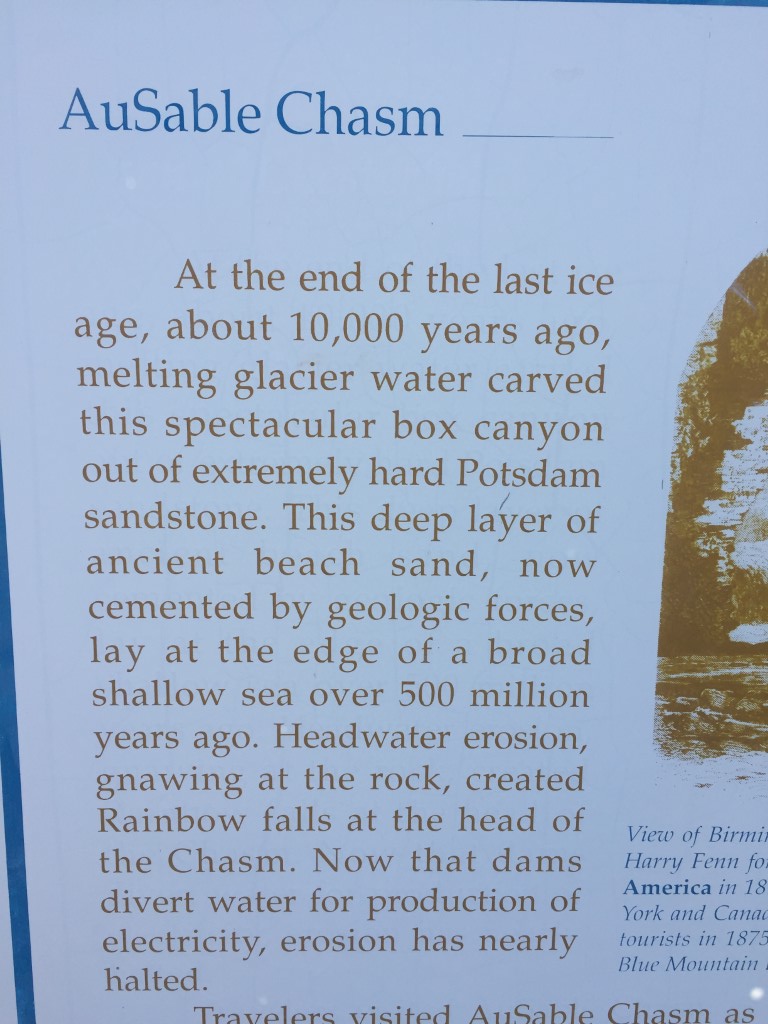 AuSable Chasm
At the end of the last ice
age, about 10,000 years ago,
melting glacier water carved
this spectacular box canyon
out of extremely hard Potsdam
sandstone. This deep layer of
ancient beach sand, now
cemented by geologic forces,
lay at the edge of a broad
shallow sea over 500 million
years ago. Headwater erosion,
gnawing at the rock, created
Rainbow falls at the head of
the Chasm. Now that dams
divert water for production of
electricity, erosion has nearly
halted.
Travelers visited AuSable Chasm as
View of
Harry Fenn
America in 18
York and
tourists in 1875
Blue Mountain